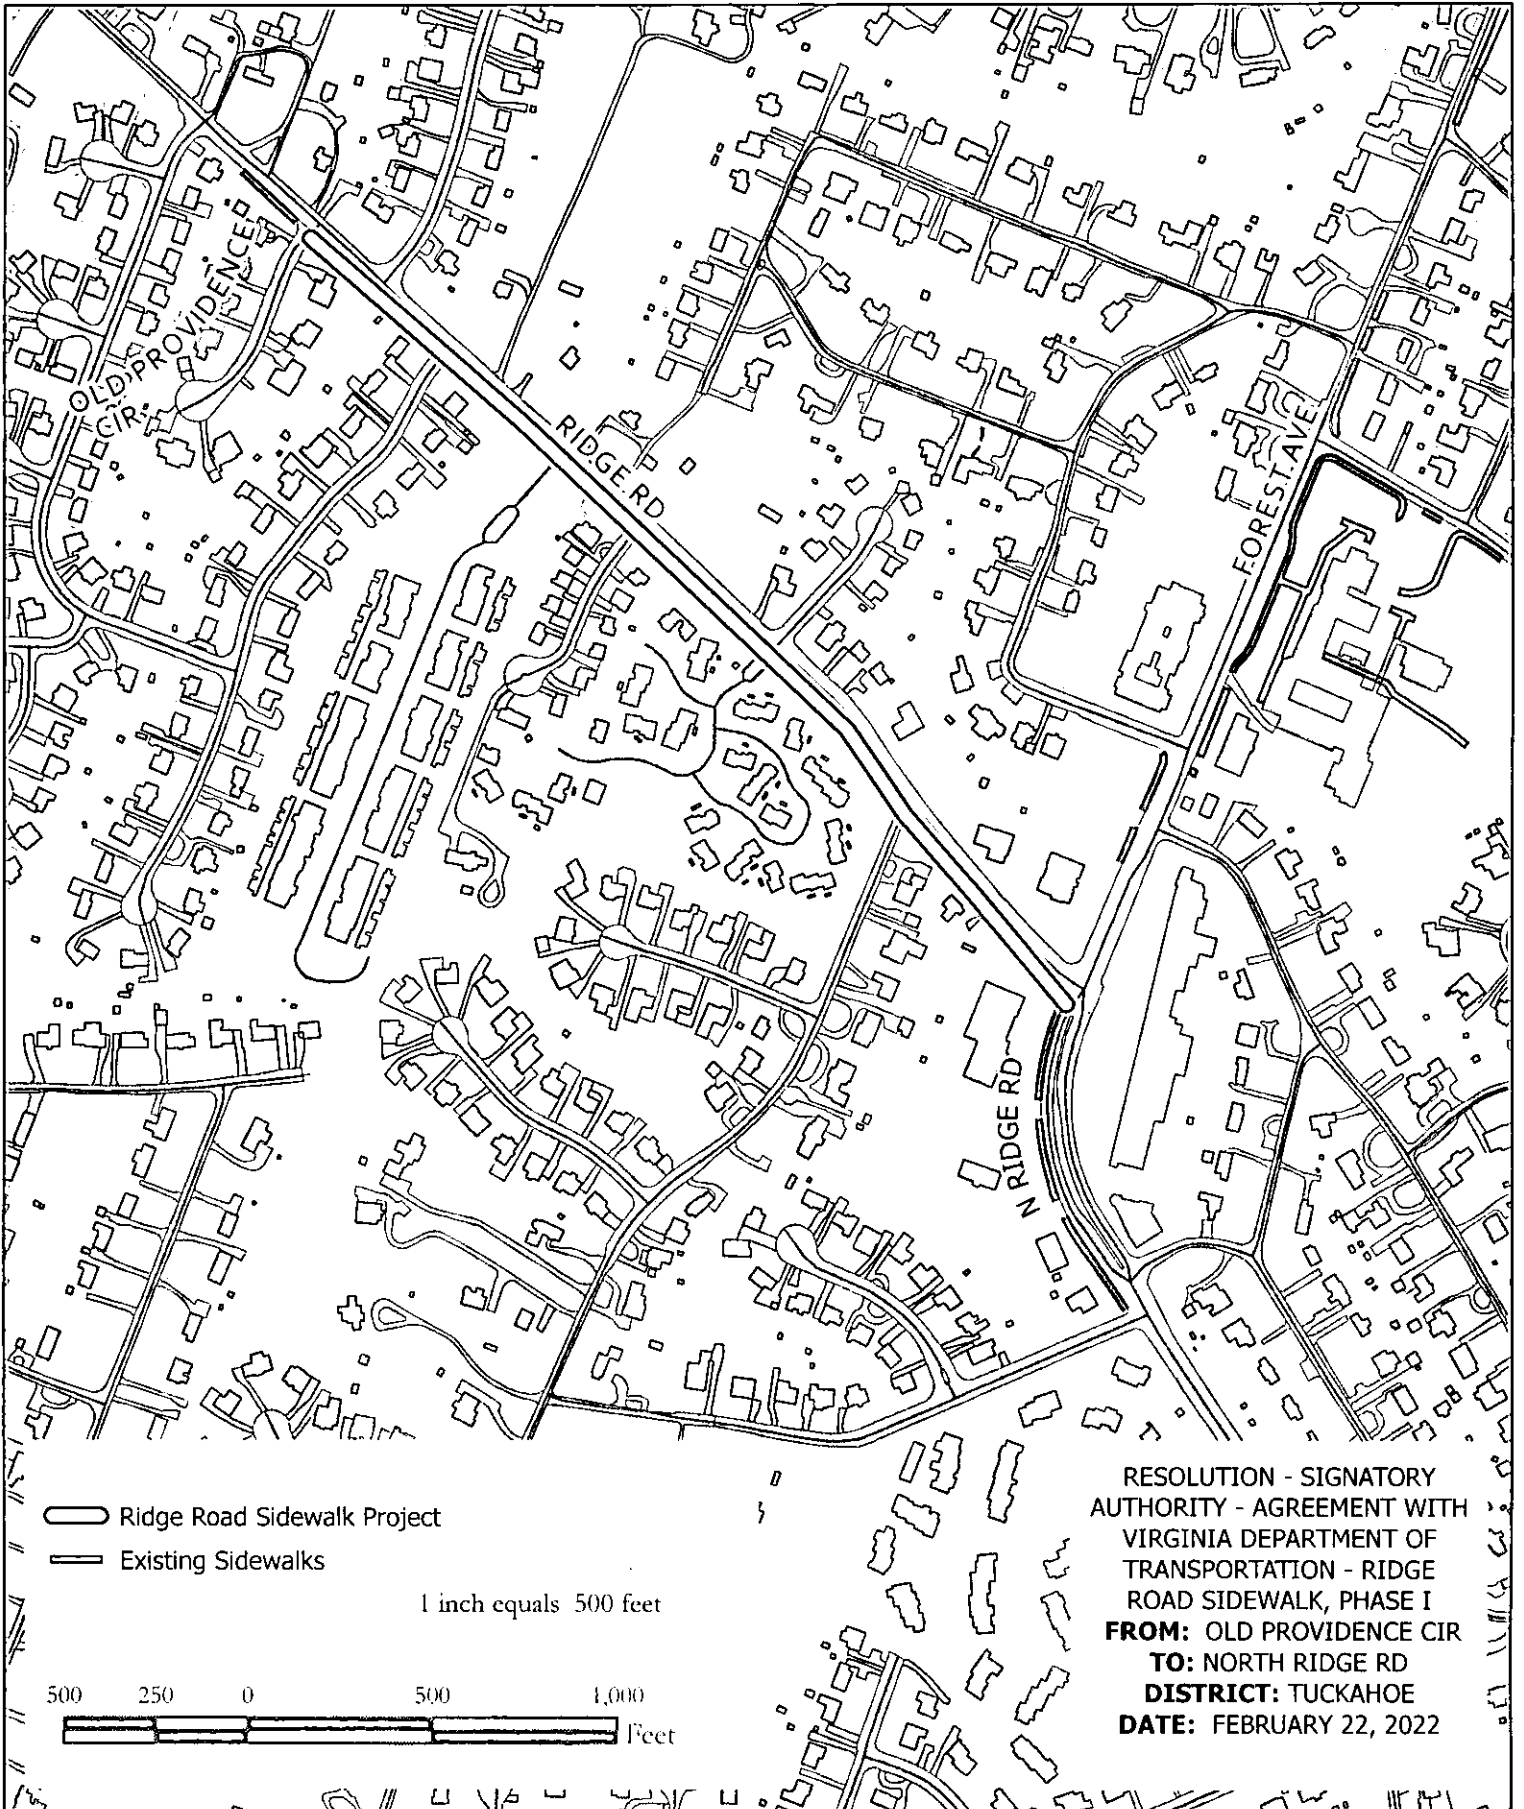 OLD PROVIDENCE
CIR
RIDGE RD
FOREST AVE
N RIDGE RD
Ridge Road Sidewalk Project
Existing Sidewalks
1 inch equals 500 feet
500 250 0 500 1,000
Feet
RESOLUTION - SIGNATORY
AUTHORITY - AGREEMENT WITH
VIRGINIA DEPARTMENT OF
TRANSPORTATION - RIDGE
ROAD SIDEWALK, PHASE I
FROM: OLD PROVIDENCE CIR
TO: NORTH RIDGE RD
DISTRICT: TUCKAHOE
DATE: FEBRUARY 22, 2022